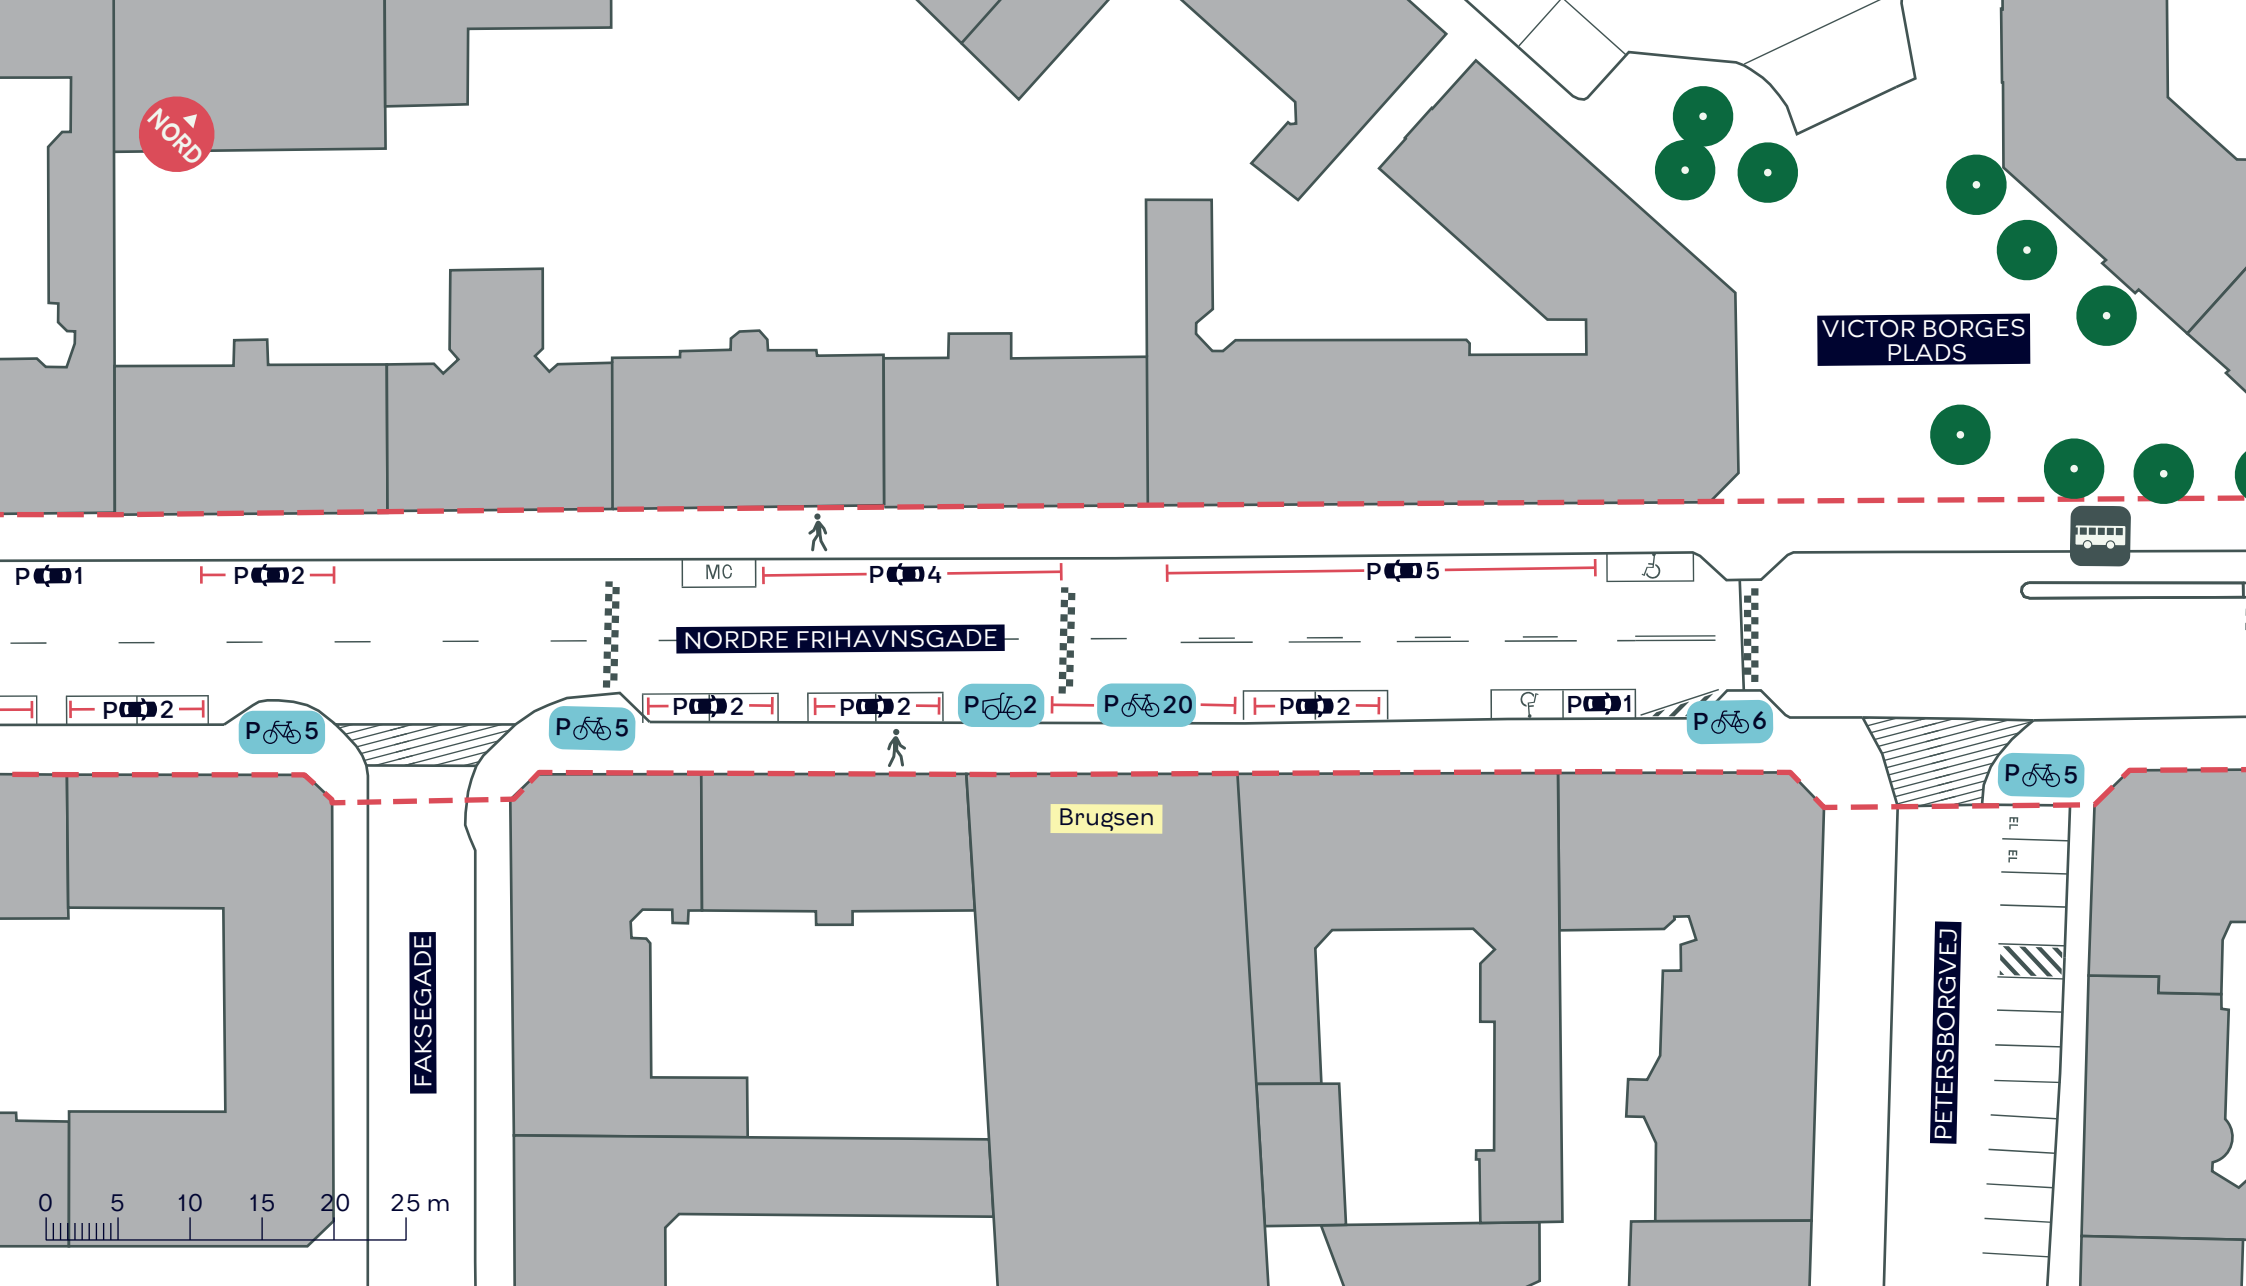 NORD
VICTOR BORGES
PLADS
P 1
P 2
MC
P 4
P 5
NORDRE FRIHAVNSGADE
P 2
P 5
P 5
P 2
P 2
P 2
P 20
P 2
P 1
P 6
P 5
Brugsen
EL
EL
FAKSEGADE
PETERSBORGVEJ
0 5 10 15 20 25 m